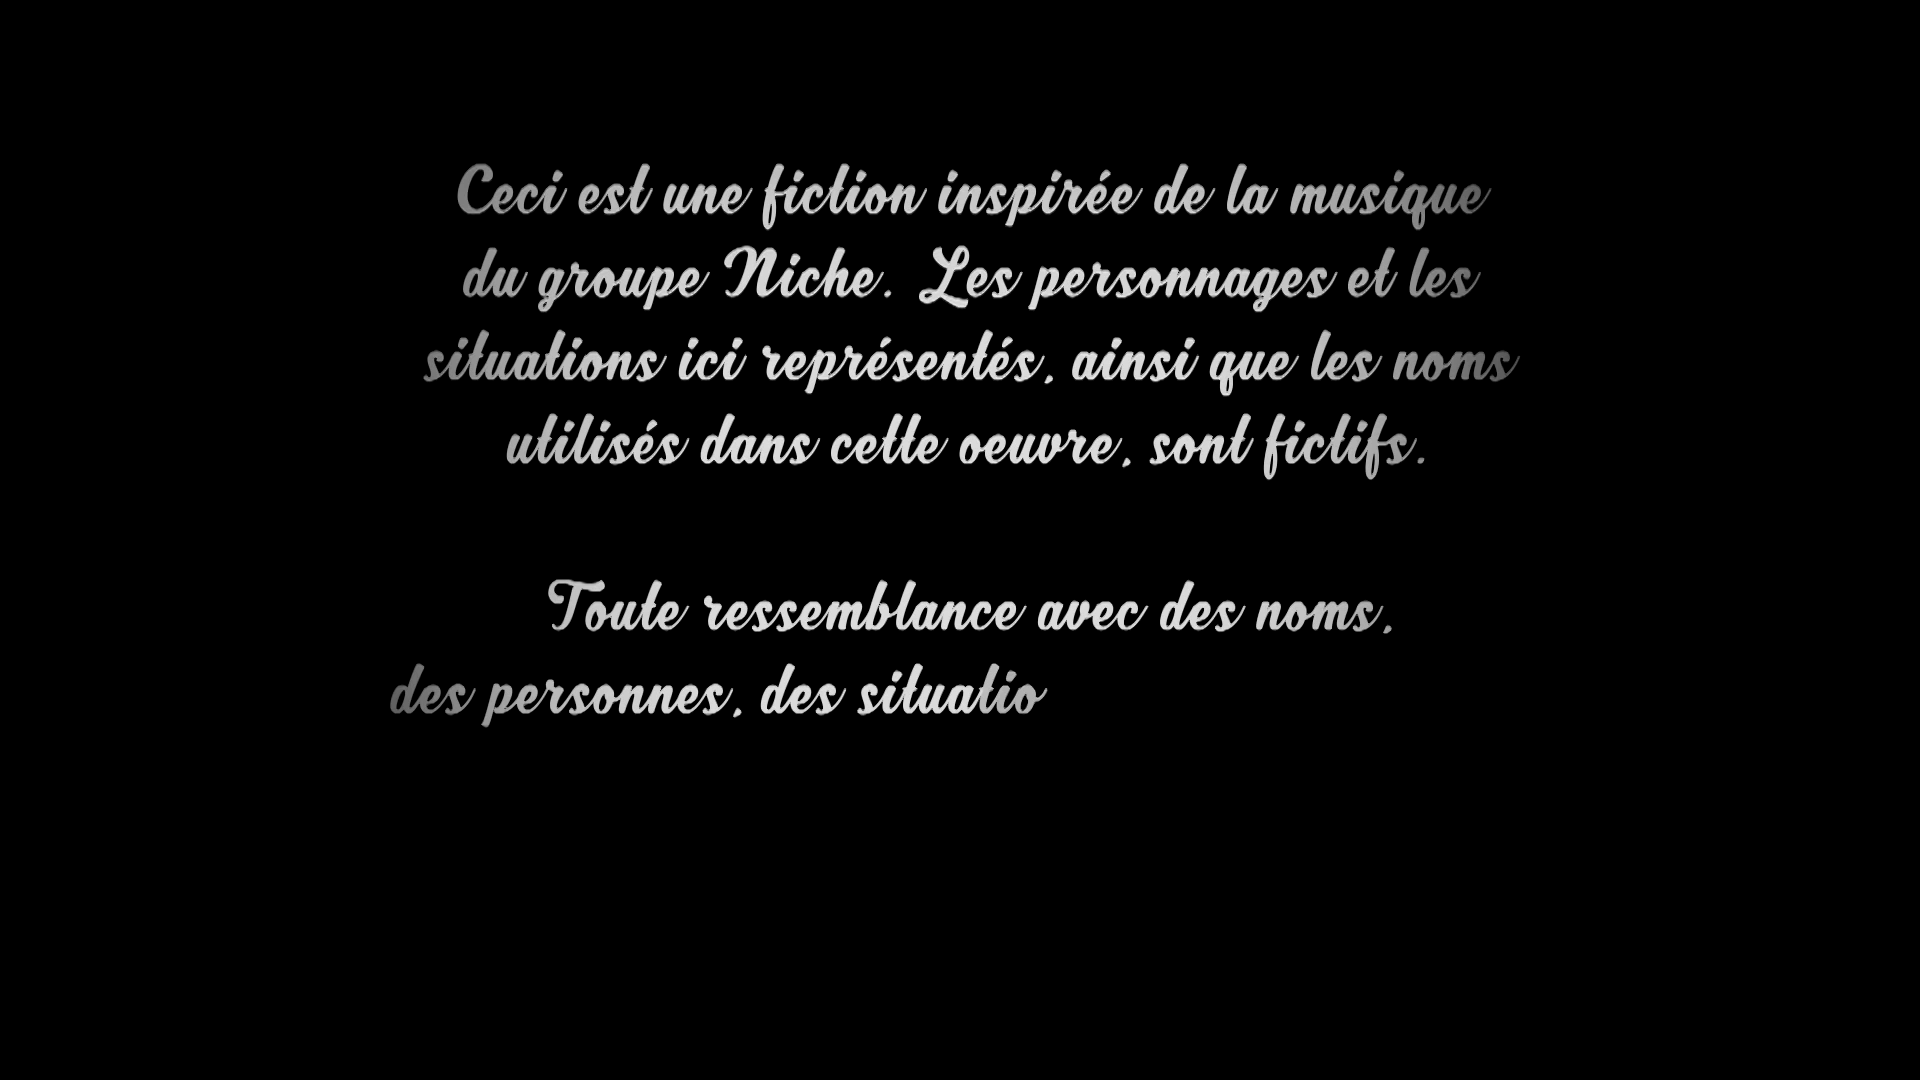 Ceci est une fiction inspirée de la musique
du groupe Niche. Les personnages et les
situations ici représentés, ainsi que les noms
utilisés dans cette oeuvre, sont fictifs.
Toute ressemblance avec des noms,
des personnes, des situatio